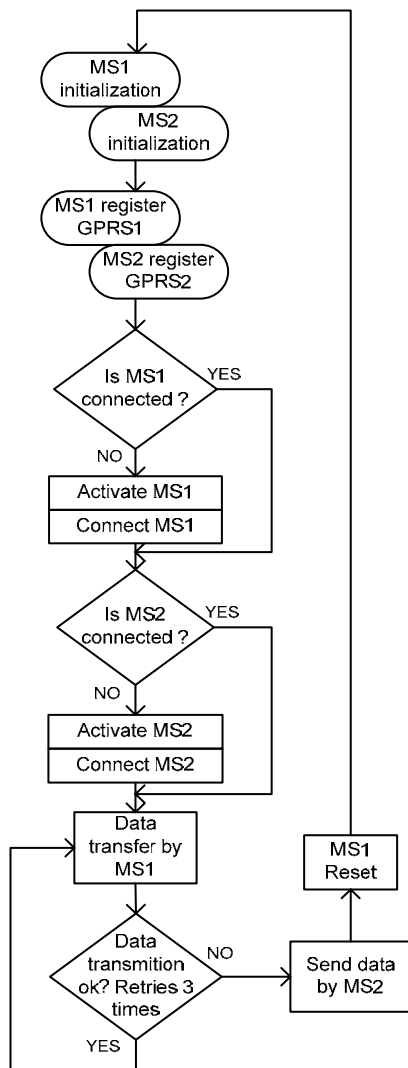 MS1
initialization
MS2
initialization
MS1 register
GPRS1
MS2 register
GPRS2
Is MS1
connected ?
YES
NO
Activate MS1
Connect MS1
Is MS2
connected ?
YES
NO
Activate MS2
Connect MS2
Data
transfer by
MS1
Data
transmition
ok? Retries 3
times
NO
YES
Send data
by MS2
MS1
Reset